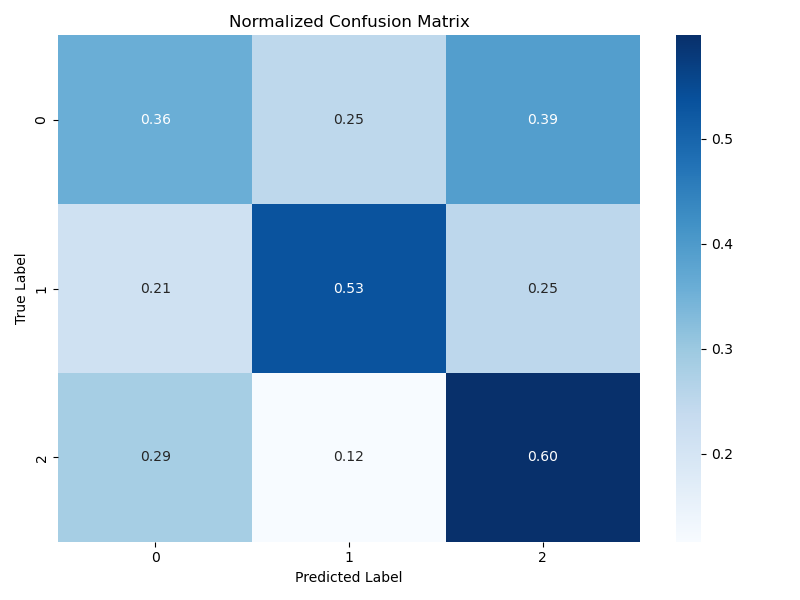 Normalized Confusion Matrix
True Label
0 0.36 0.25 0.39
1 0.21 0.53 0.25
2 0.29 0.12 0.60
0 1 2
Predicted Label
0.5
0.4
0.3
0.2